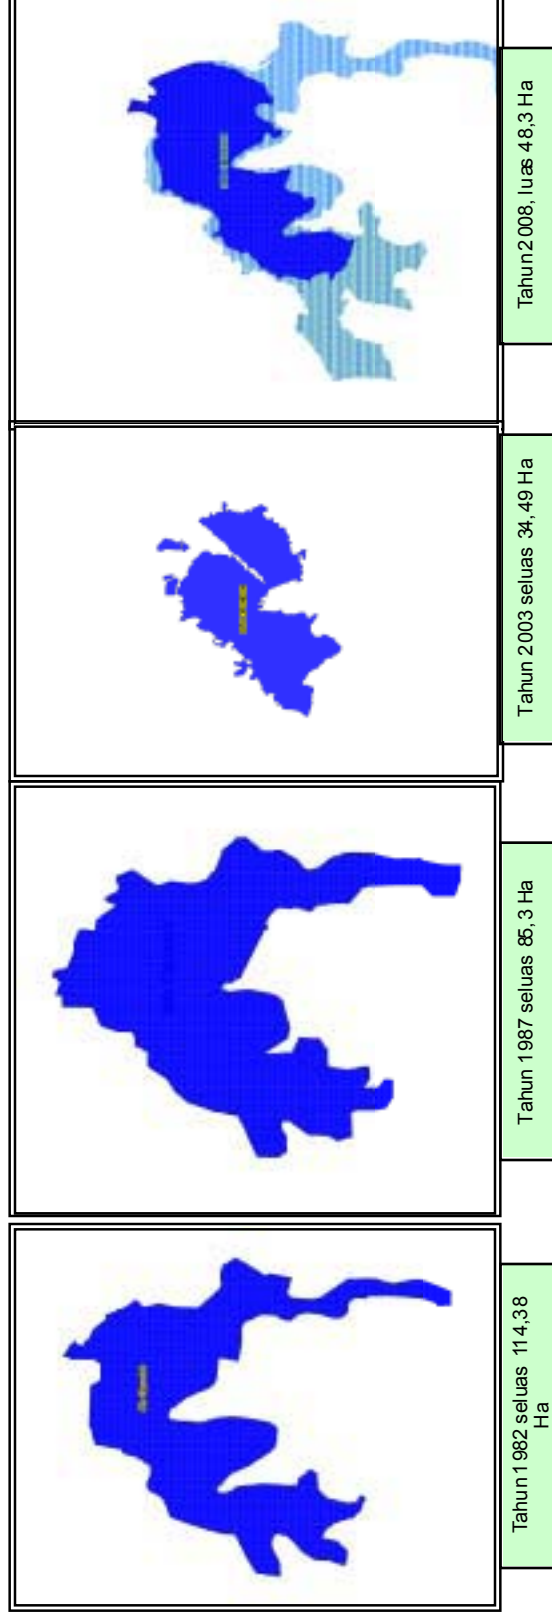 Tahun 1982 seluas 114,38
Ha
Tahun 1987 seluas 85,3 Ha
Tahun 2003 seluas 34,49 Ha
Tahun 2008, luas 48,3 Ha